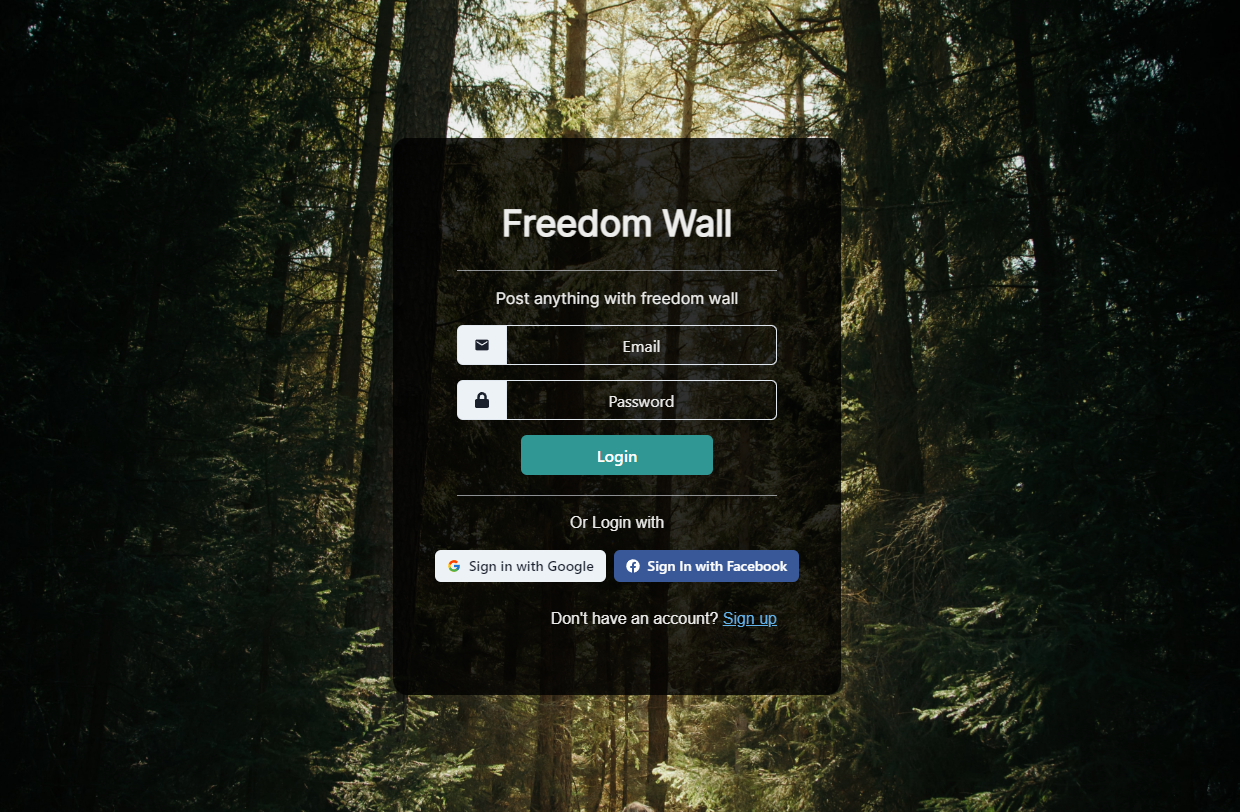 Freedom Wall
Post anything with freedom wall
Email
Password
Login
Or Login with
Sign in with Google
Sign In with Facebook
Don't have an account? Sign up